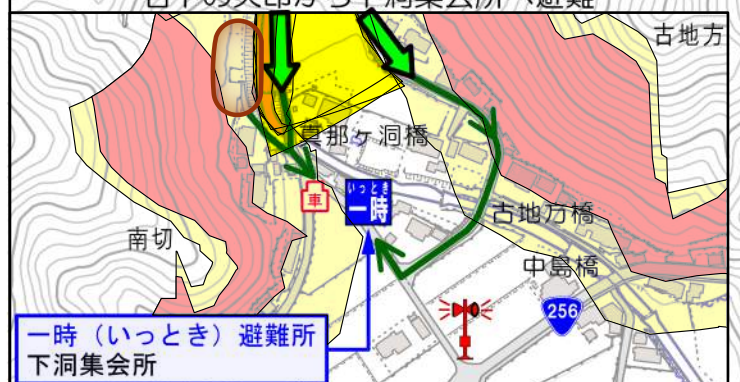 古地方
真那ヶ洞橋
車
いっとき
一時
古地方橋
南切
中島橋
256
一時（いっとき）避難所
下洞集会所